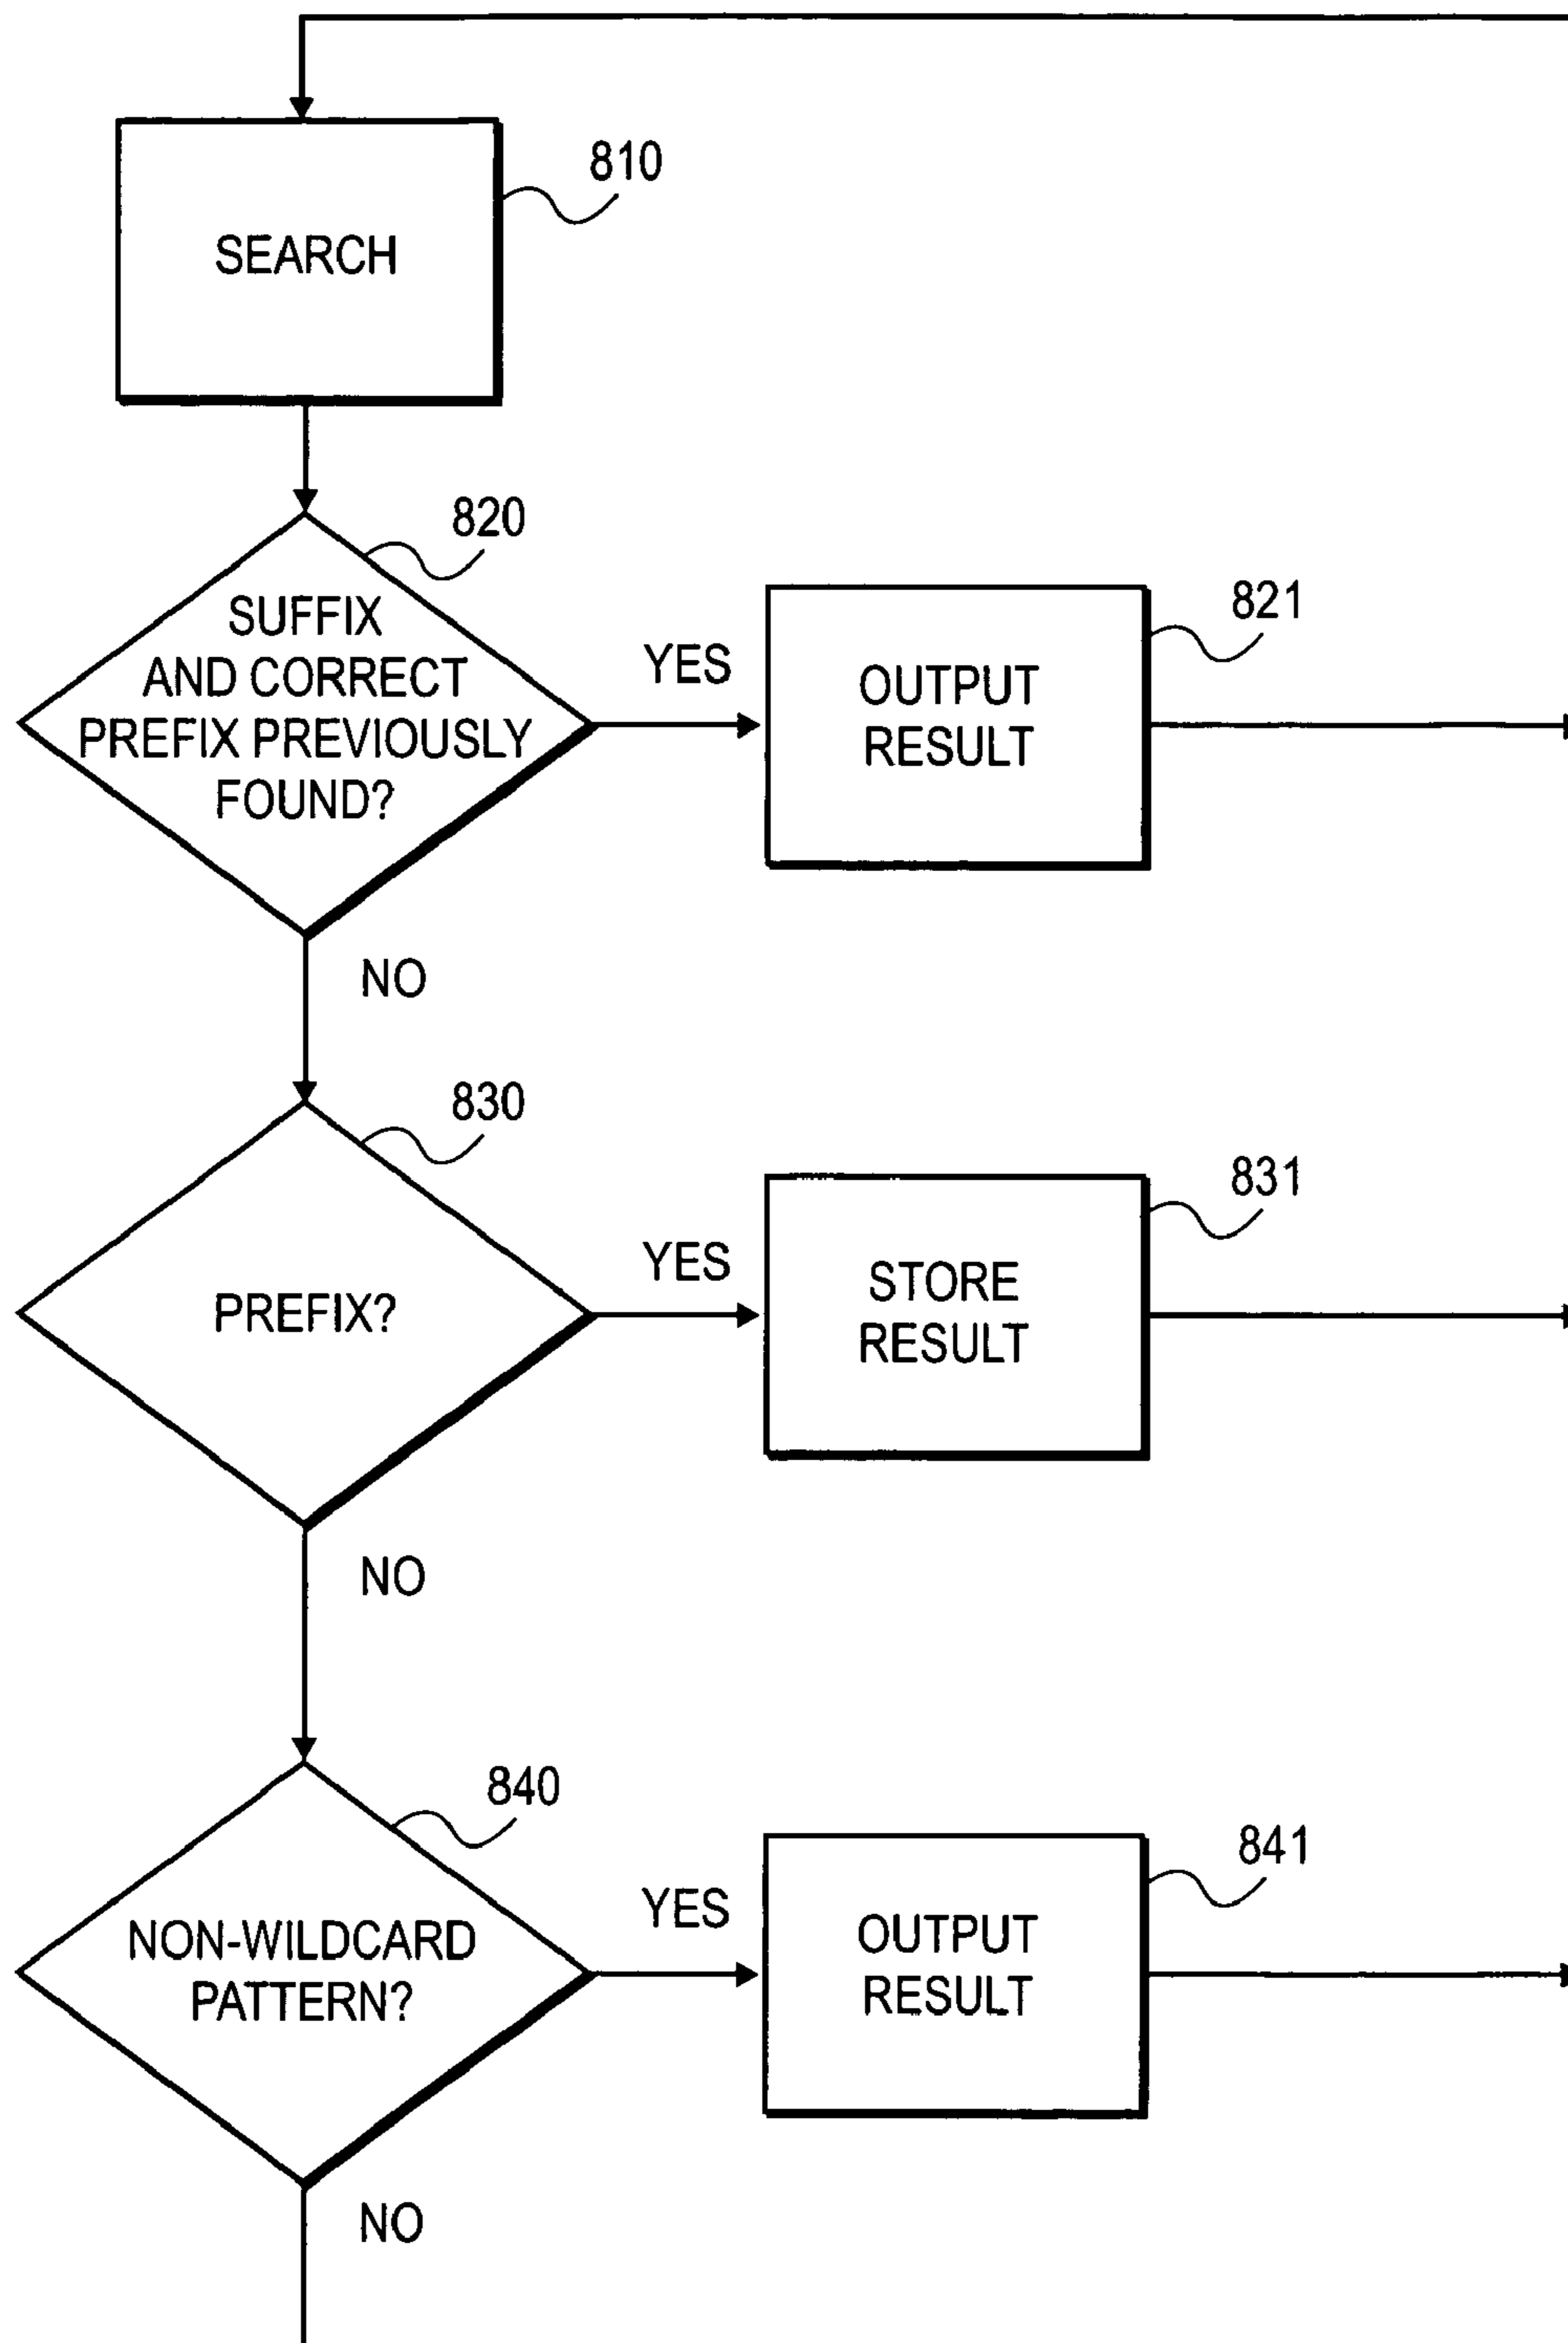 810
SEARCH
820
SUFFIX
AND CORRECT
PREFIX PREVIOUSLY
FOUND?
YES
821
OUTPUT
RESULT
NO
830
PREFIX?
YES
831
STORE
RESULT
NO
840
NON-WILDCARD
PATTERN?
YES
841
OUTPUT
RESULT
NO